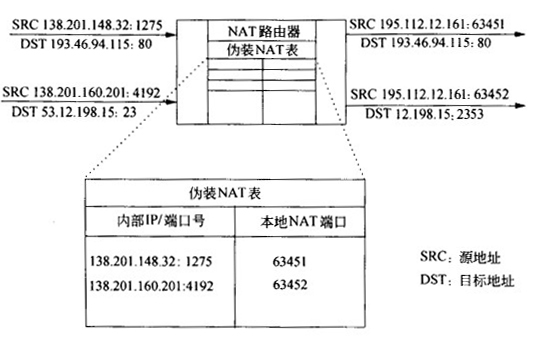 SRC 138.201.148.32: 1275
DST 193.46.94.115: 80
NAT路由器
伪装NAT表
SRC 195.112.12.161: 63451
DST 193.46.94.115: 80
SRC 138.201.160.201: 4192
DST 53.12.198.15: 23
SRC 195.112.12.161: 63452
DST 12.198.15: 2353
伪装NAT表
内部IP/端口号 本地NAT端口
138.201.148.32: 1275 63451
138.201.160.201:4192 63452
SRC: 源地址
DST: 目标地址